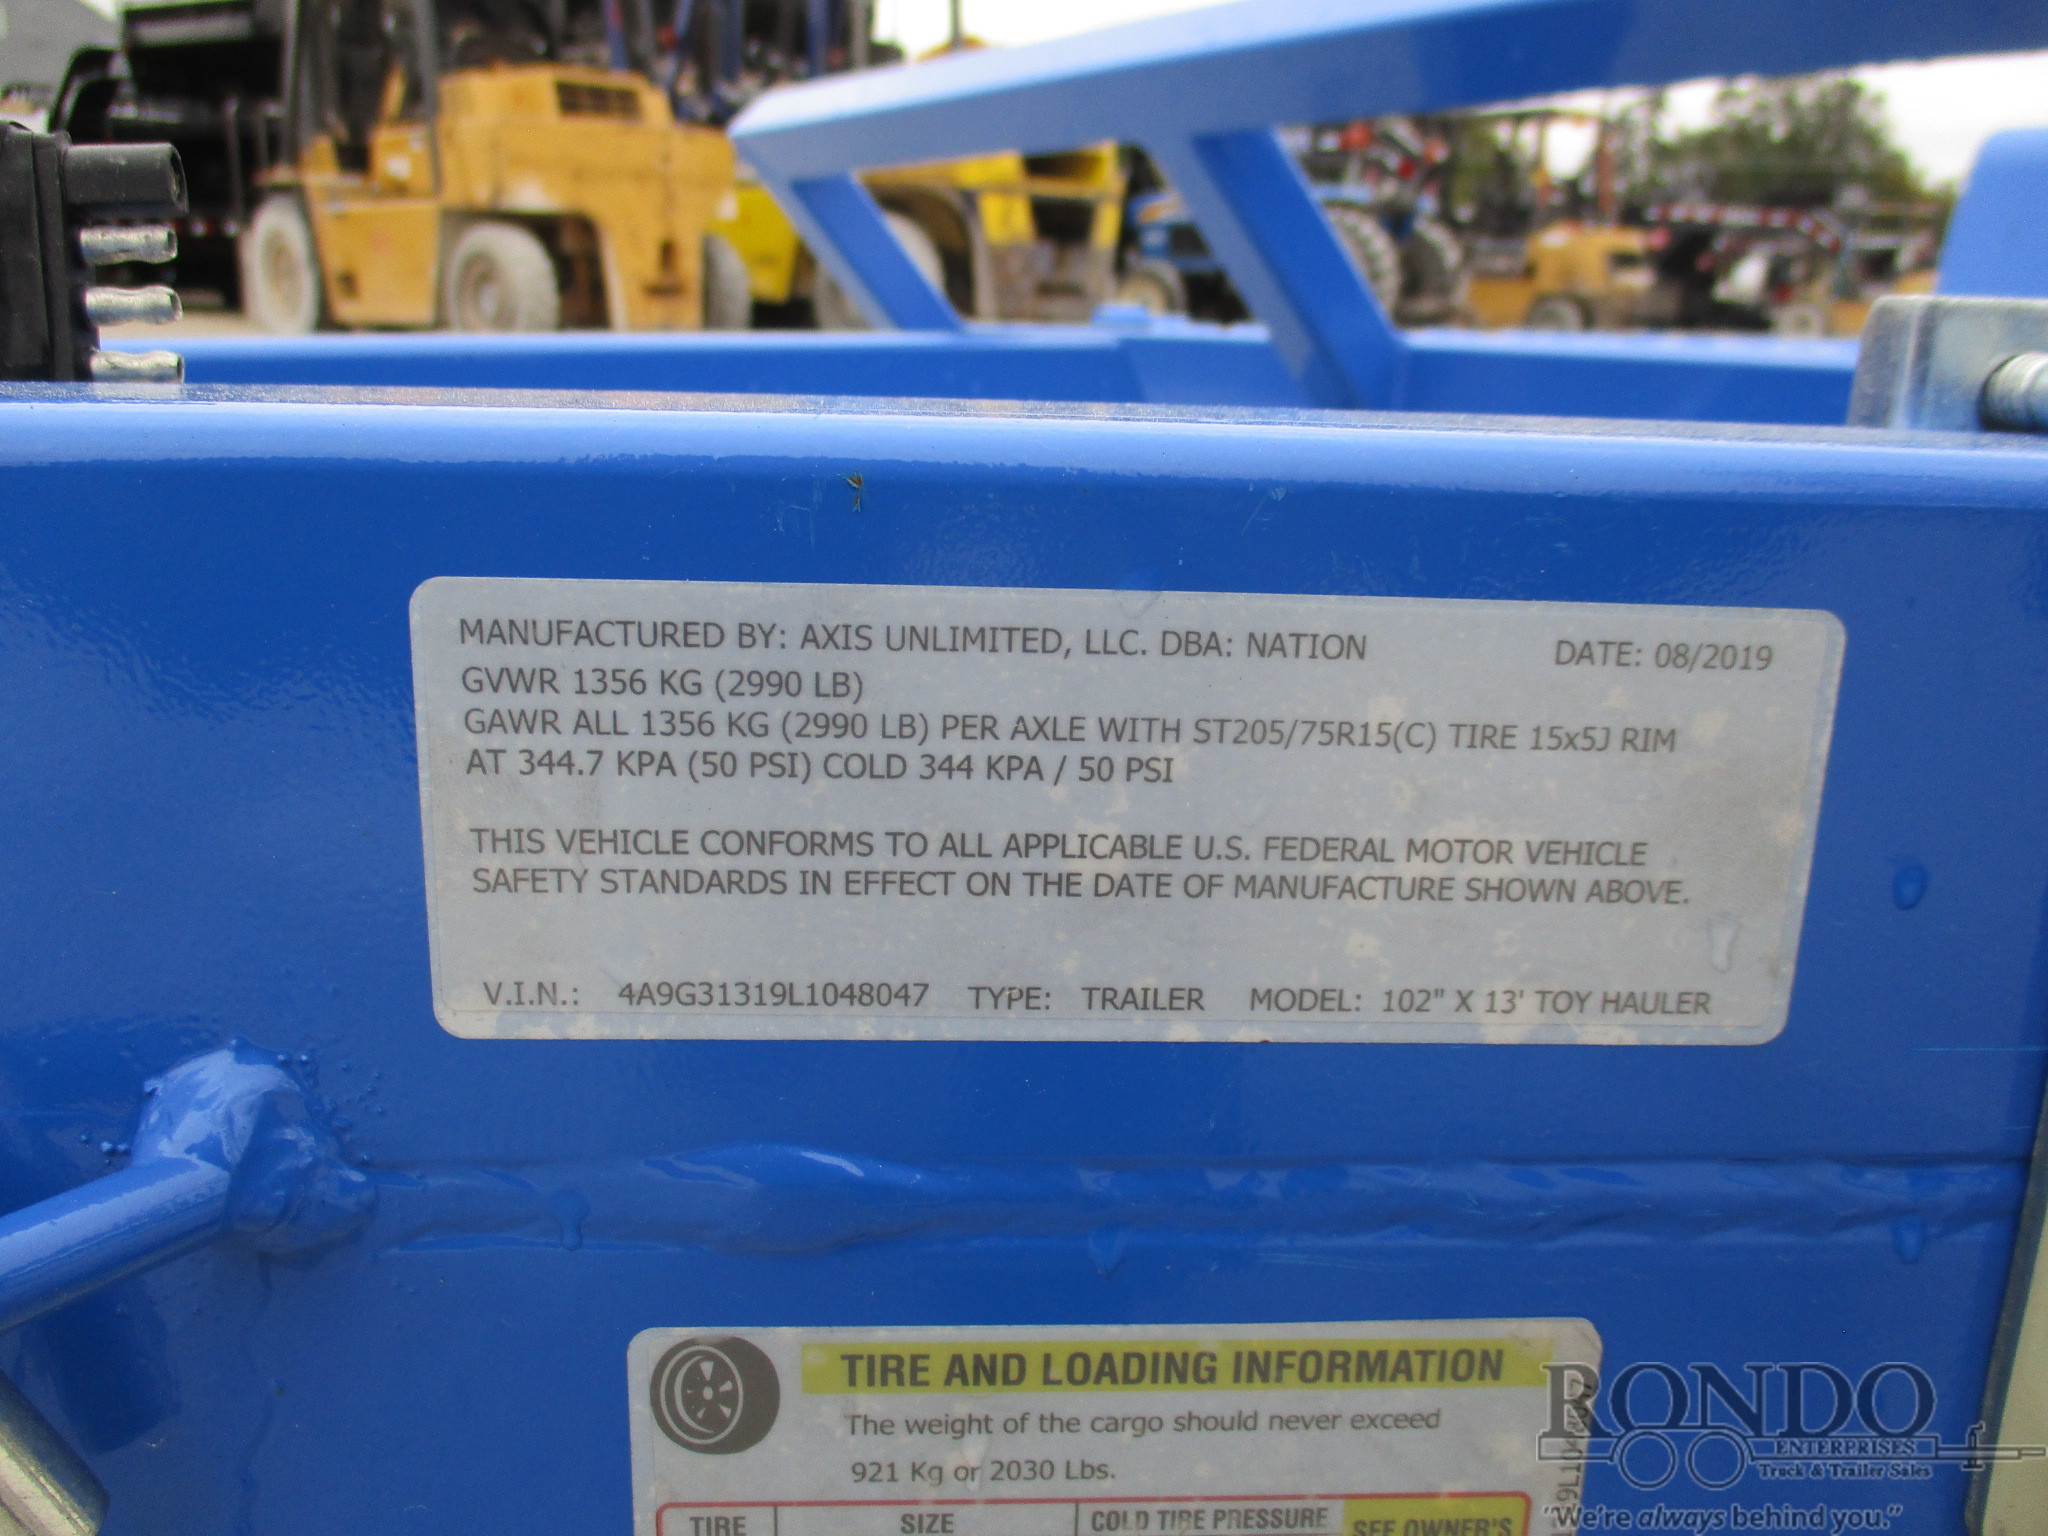 MANUFACTURED BY: AXIS UNLIMITED, LLC. DBA: NATION DATE: 08/2019
GVWR 1356 KG (2990 LB)
GAWR ALL 1356 KG (2990 LB) PER AXLE WITH ST205/75R15(C) TIRE 15x5J RIM
AT 344.7 KPA (50 PSI) COLD 344 KPA / 50 PSI
THIS VEHICLE CONFORMS TO ALL APPLICABLE U.S. FEDERAL MOTOR VEHICLE
SAFETY STANDARDS IN EFFECT ON THE DATE OF MANUFACTURE SHOWN ABOVE.
V.I.N.: 4A9G31319L1048047 TYPE: TRAILER MODEL: 102" X 13' TOY HAULER
TIRE AND LOADING INFORMATION
The weight of the cargo should never exceed
921 Kg or 2030 Lbs.
TIRE SIZE COLD TIRE PRESSURE SEE OWNER'S
RONDO
ENTERPRISES
Truck & Trailer Sales
"We're always behind you."